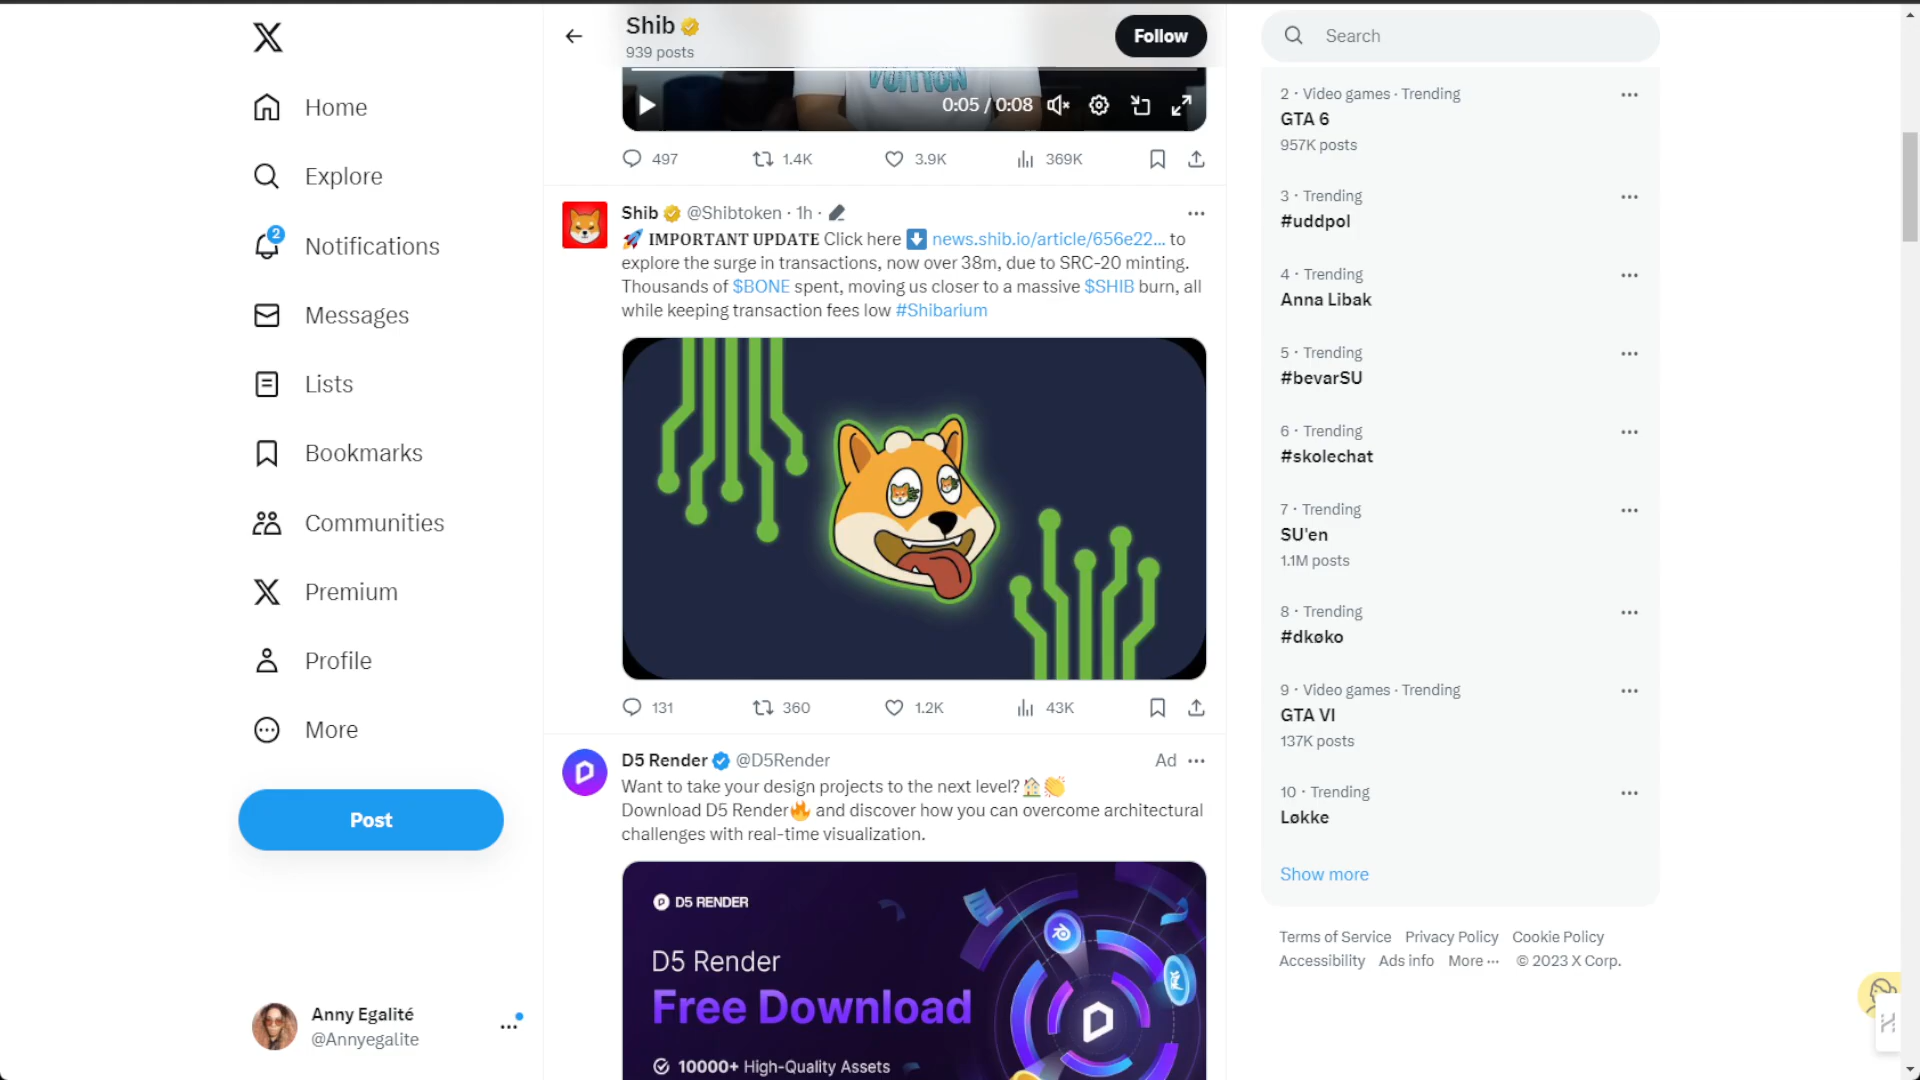 Home
Explore
2
Notifications
Messages
Lists
Bookmarks
Communities
Premium
Profile
More
Post
Anny Egalité
@Annyegalite
Shib
939 posts
Follow
0:05 / 0:08
497 1.4K 3.9K 369K
Shib @Shibtoken · 1h ·
IMPORTANT UPDATE Click here news.shib.io/article/656e22... to
explore the surge in transactions, now over 38m, due to SRC-20 minting.
Thousands of $BONE spent, moving us closer to a massive $SHIB burn, all
while keeping transaction fees low #Shibarium
131 360 1.2K 43K
D5 Render @D5Render Ad
Want to take your design projects to the next level?
Download D5 Render and discover how you can overcome architectural
challenges with real-time visualization.
D5 RENDER
D5 Render
Free Download
10000+ High-Quality Assets
Search
2 · Video games · Trending
GTA 6
957K posts
3 · Trending
#uddpol
4 · Trending
Anna Libak
5 · Trending
#bevarSU
6 · Trending
#skolechat
7 · Trending
SU'en
1.1M posts
8 · Trending
#dkøko
9 · Video games · Trending
GTA VI
137K posts
10 · Trending
Løkke
Show more
Terms of Service Privacy Policy Cookie Policy
Accessibility Ads info More ··· © 2023 X Corp.